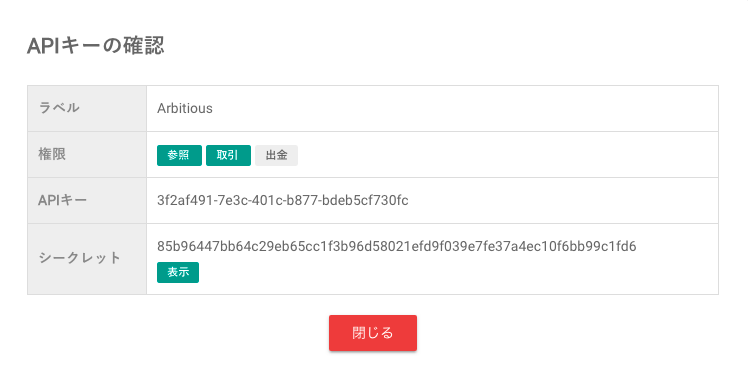 APIキーの確認
ラベル Arbitious
権限 参照 取引 出金
APIキー 3f2af491-7e3c-401c-b877-bdeb5cf730fc
シークレット 85b96447bb64c29eb65cc1f3b96d58021efd9f039e7fe37a4ec10f6bb99c1fd6
表示
閉じる